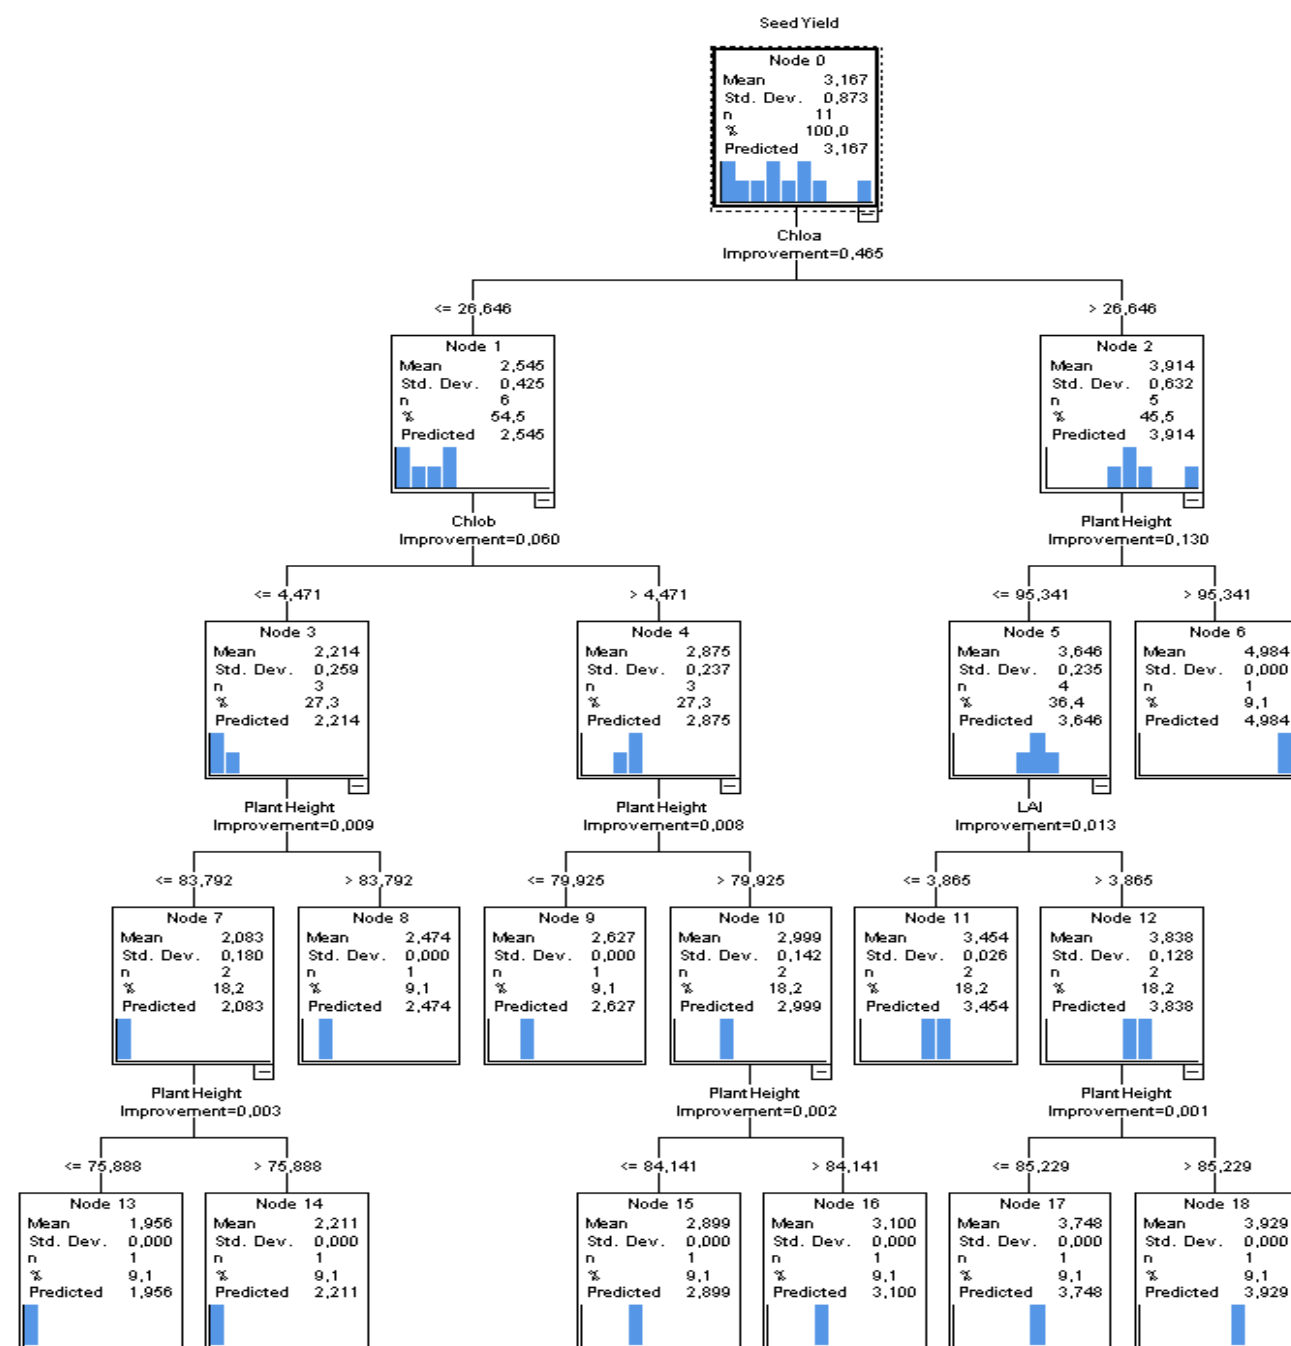 Seed Yield
Node 0
Mean 3,167
Std. Dev. 0,873
n 11
% 100,0
Predicted 3,167
Chloa
Improvement=0,465
<= 26,646
> 26,646
Node 1
Mean 2,545
Std. Dev. 0,425
n 6
% 54,5
Predicted 2,545
Node 2
Mean 3,914
Std. Dev. 0,632
n 5
% 45,5
Predicted 3,914
Chlob
Improvement=0,060
Plant Height
Improvement=0,130
<= 4,471
> 4,471
<= 95,341
> 95,341
Node 3
Mean 2,214
Std. Dev. 0,259
n 3
% 27,3
Predicted 2,214
Node 4
Mean 2,875
Std. Dev. 0,237
n 3
% 27,3
Predicted 2,875
Node 5
Mean 3,646
Std. Dev. 0,235
n 4
% 36,4
Predicted 3,646
Node 6
Mean 4,984
Std. Dev. 0,000
n 1
% 9,1
Predicted 4,984
Plant Height
Improvement=0,009
Plant Height
Improvement=0,008
LAI
Improvement=0,013
<= 83,792
> 83,792
<= 79,925
> 79,925
<= 3,865
> 3,865
Node 7
Mean 2,083
Std. Dev. 0,180
n 2
% 18,2
Predicted 2,083
Node 8
Mean 2,474
Std. Dev. 0,000
n 1
% 9,1
Predicted 2,474
Node 9
Mean 2,627
Std. Dev. 0,000
n 1
% 9,1
Predicted 2,627
Node 10
Mean 2,999
Std. Dev. 0,142
n 2
% 18,2
Predicted 2,999
Node 11
Mean 3,454
Std. Dev. 0,026
n 2
% 18,2
Predicted 3,454
Node 12
Mean 3,838
Std. Dev. 0,128
n 2
% 18,2
Predicted 3,838
Plant Height
Improvement=0,003
Plant Height
Improvement=0,002
Plant Height
Improvement=0,001
<= 75,888
> 75,888
<= 84,141
> 84,141
<= 85,229
> 85,229
Node 13
Mean 1,956
Std. Dev. 0,000
n 1
% 9,1
Predicted 1,956
Node 14
Mean 2,211
Std. Dev. 0,000
n 1
% 9,1
Predicted 2,211
Node 15
Mean 2,899
Std. Dev. 0,000
n 1
% 9,1
Predicted 2,899
Node 16
Mean 3,100
Std. Dev. 0,000
n 1
% 9,1
Predicted 3,100
Node 17
Mean 3,748
Std. Dev. 0,000
n 1
% 9,1
Predicted 3,748
Node 18
Mean 3,929
Std. Dev. 0,000
n 1
% 9,1
Predicted 3,929